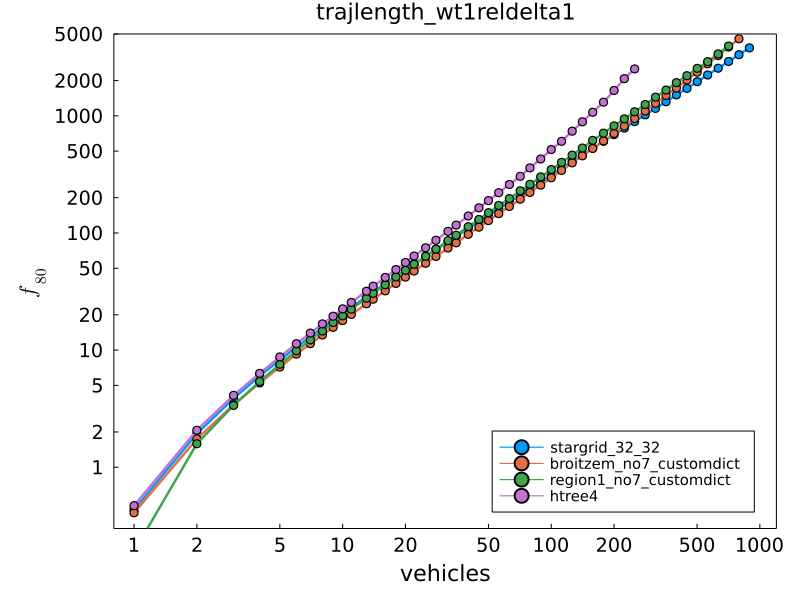 trajlength_wt1reldelta1
5000
2000
1000
500
200
100
50
20
10
5
2
1
f80
1 2 5 10 20 50 100 200 500 1000
vehicles
stargrid_32_32
broitzem_no7_customdict
region1_no7_customdict
htree4